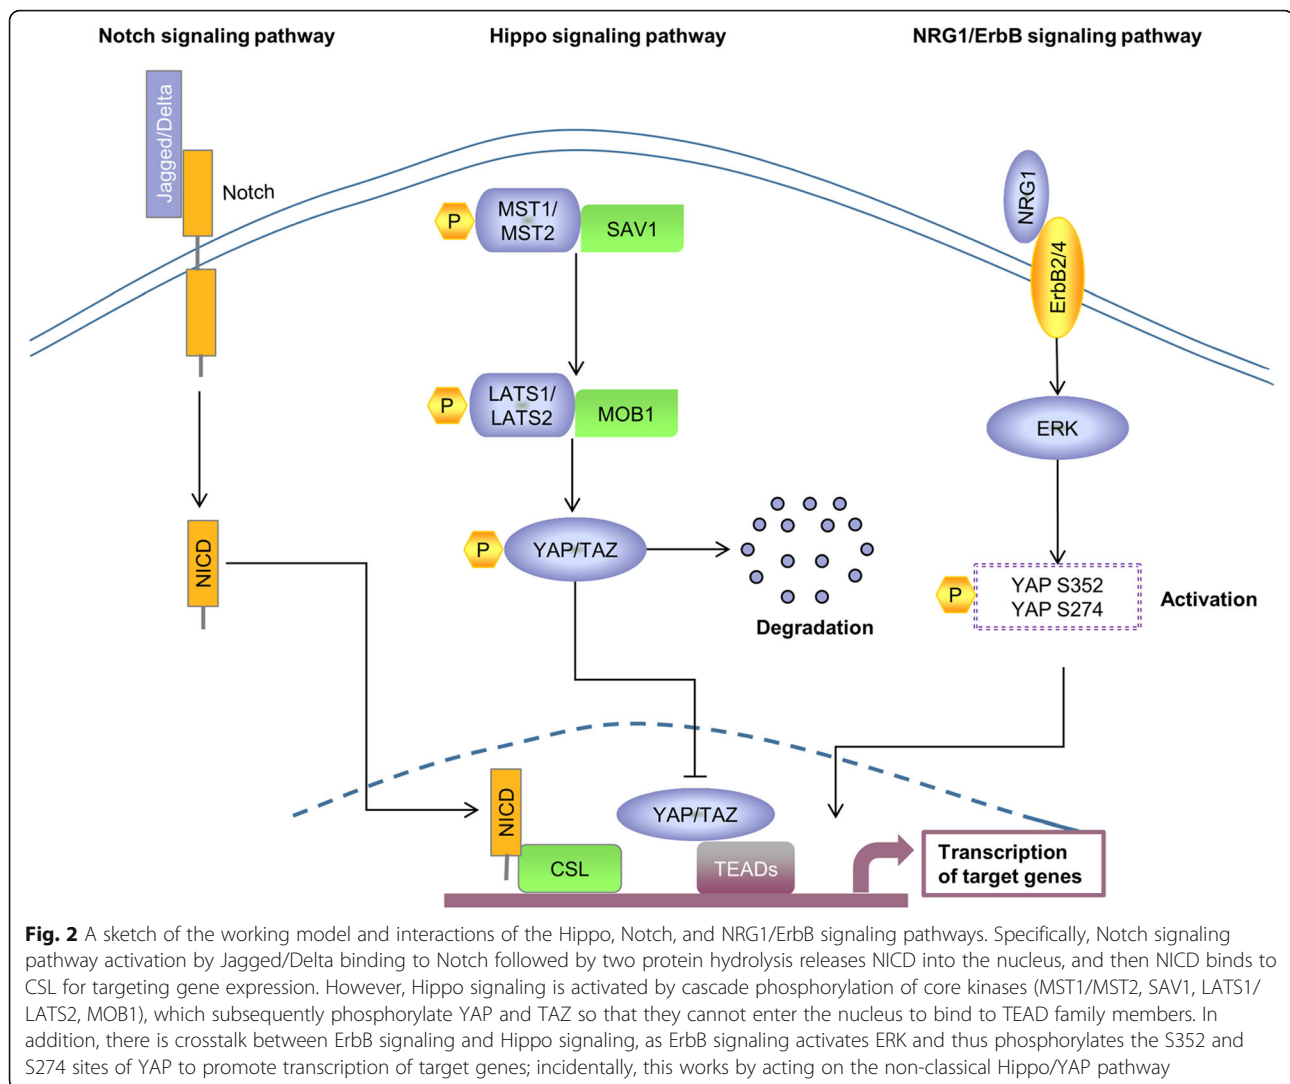 Notch signaling pathway
Hippo signaling pathway
NRG1/ErbB signaling pathway
Jagged/Delta
Notch
P
MST1/
MST2
SAV1
NRG1
ErbB2/4
P
LATS1/
LATS2
MOB1
ERK
NICD
P
YAP/TAZ
Degradation
P
YAP S352
YAP S274
Activation
NICD
CSL
YAP/TAZ
TEADs
Transcription
of target genes
Fig. 2 A sketch of the working model and interactions of the Hippo, Notch, and NRG1/ErbB signaling pathways. Specifically, Notch signaling
pathway activation by Jagged/Delta binding to Notch followed by two protein hydrolysis releases NICD into the nucleus, and then NICD binds to
CSL for targeting gene expression. However, Hippo signaling is activated by cascade phosphorylation of core kinases (MST1/MST2, SAV1, LATS1/
LATS2, MOB1), which subsequently phosphorylate YAP and TAZ so that they cannot enter the nucleus to bind to TEAD family members. In
addition, there is crosstalk between ErbB signaling and Hippo signaling, as ErbB signaling activates ERK and thus phosphorylates the S352 and
S274 sites of YAP to promote transcription of target genes; incidentally, this works by acting on the non-classical Hippo/YAP pathway